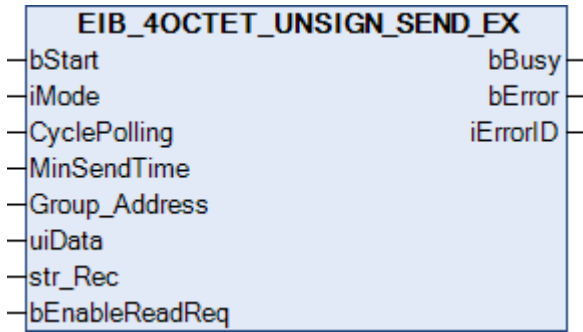 EIB_4OCTET_UNSIGN_SEND_EX
bStart bBusy
iMode bError
CyclePolling iErrorID
MinSendTime
Group_Address
uiData
str_Rec
bEnableReadReq